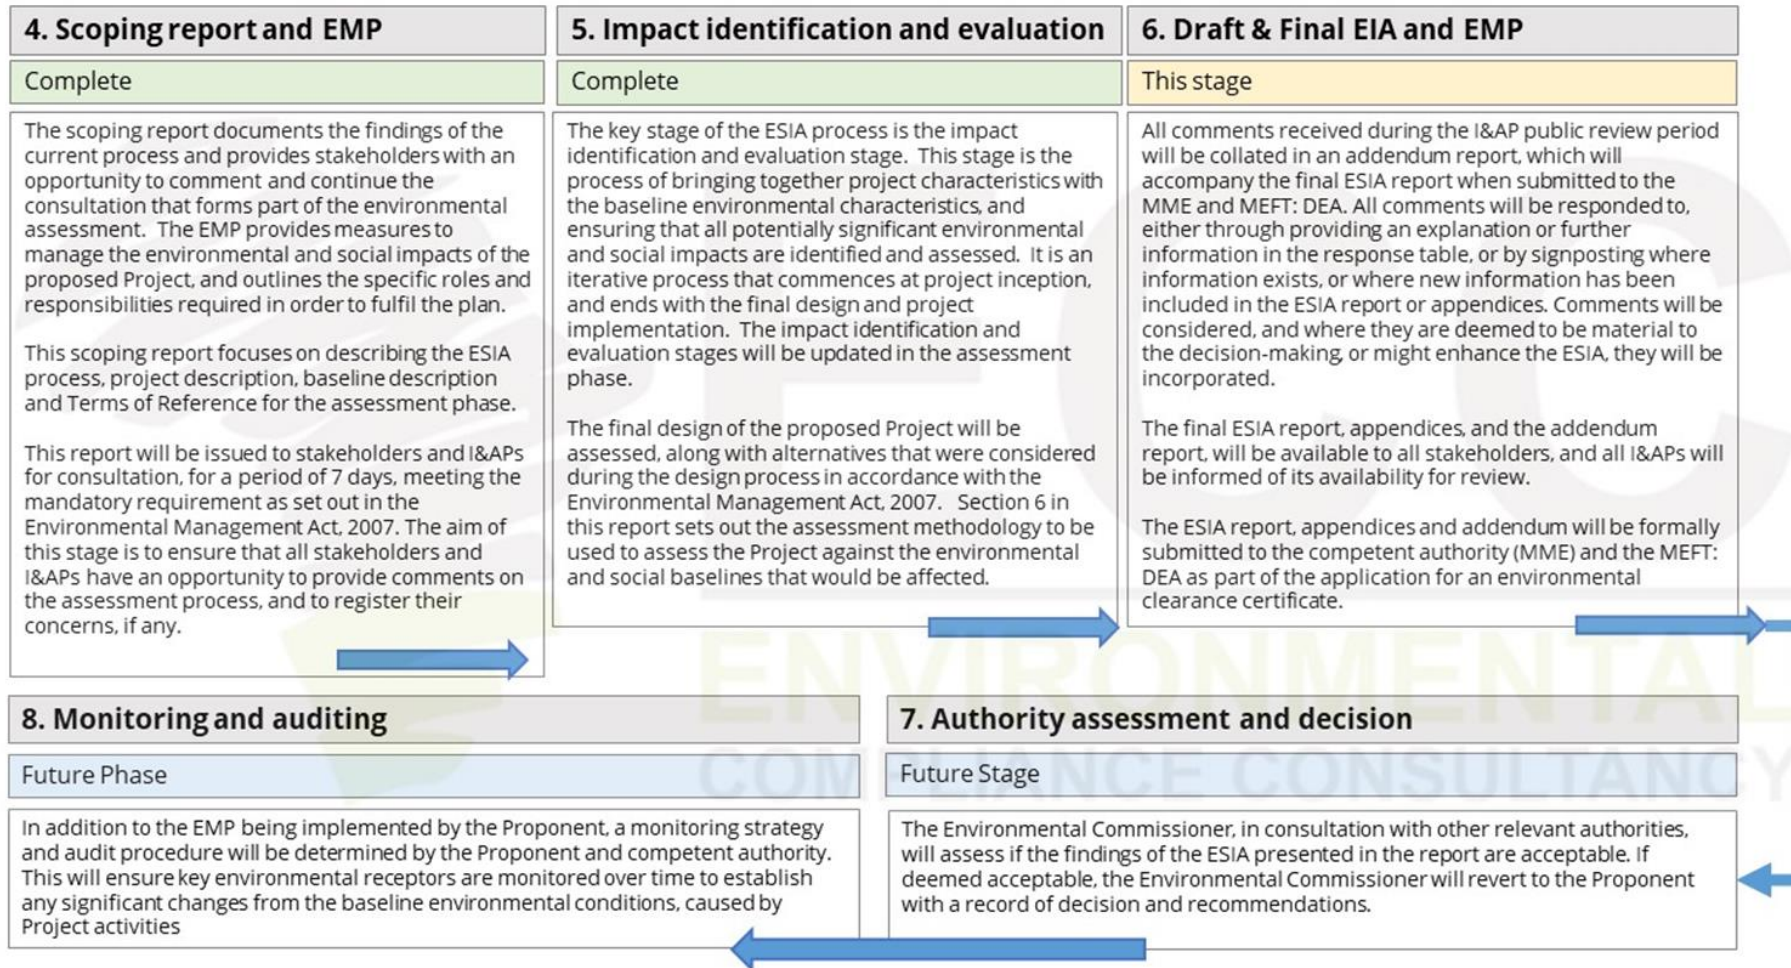 4. Scoping report and EMP
Complete
The scoping report documents the findings of the
current process and provides stakeholders with an
opportunity to comment and continue the
consultation that forms part of the environmental
assessment.  The EMP provides measures to
manage the environmental and social impacts of the
proposed Project, and outlines the specific roles and
responsibilities required in order to fulfil the plan.
This scoping report focuses on describing the ESIA
process, project description, baseline description
and Terms of Reference for the assessment phase.
This report will be issued to stakeholders and I&APs
for consultation, for a period of 7 days, meeting the
mandatory requirement as set out in the
Environmental Management Act, 2007. The aim of
this stage is to ensure that all stakeholders and
I&APs have an opportunity to provide comments on
the assessment process, and to register their
concerns, if any.
5. Impact identification and evaluation
Complete
The key stage of the ESIA process is the impact
identification and evaluation stage.  This stage is the
process of bringing together project characteristics with
the baseline environmental characteristics, and
ensuring that all potentially significant environmental
and social impacts are identified and assessed.  It is an
iterative process that commences at project inception,
and ends with the final design and project
implementation.  The impact identification and
evaluation stages will be updated in the assessment
phase.
The final design of the proposed Project will be
assessed, along with alternatives that were considered
during the design process in accordance with the
Environmental Management Act, 2007.   Section 6 in
this report sets out the assessment methodology to be
used to assess the Project against the environmental
and social baselines that would be affected.
6. Draft & Final EIA and EMP
This stage
All comments received during the I&AP public review period
will be collated in an addendum report, which will
accompany the final ESIA report when submitted to the
MME and MEFT: DEA. All comments will be responded to,
either through providing an explanation or further
information in the response table, or by signposting where
information exists, or where new information has been
included in the ESIA report or appendices. Comments will be
considered, and where they are deemed to be material to
the decision-making, or might enhance the ESIA, they will be
incorporated.
The final ESIA report, appendices, and the addendum
report, will be available to all stakeholders, and all I&APs will
be informed of its availability for review.
The ESIA report, appendices and addendum will be formally
submitted to the competent authority (MME) and the MEFT:
DEA as part of the application for an environmental
clearance certificate.
7. Authority assessment and decision
Future Stage
The Environmental Commissioner, in consultation with other relevant authorities,
will assess if the findings of the ESIA presented in the report are acceptable. If
deemed acceptable, the Environmental Commissioner will revert to the Proponent
with a record of decision and recommendations.
8. Monitoring and auditing
Future Phase
In addition to the EMP being implemented by the Proponent, a monitoring strategy
and audit procedure will be determined by the Proponent and competent authority.
This will ensure key environmental receptors are monitored over time to establish
any significant changes from the baseline environmental conditions, caused by
Project activities
ECC
ENVIRONMENTAL
COMPLIANCE CONSULTANCY